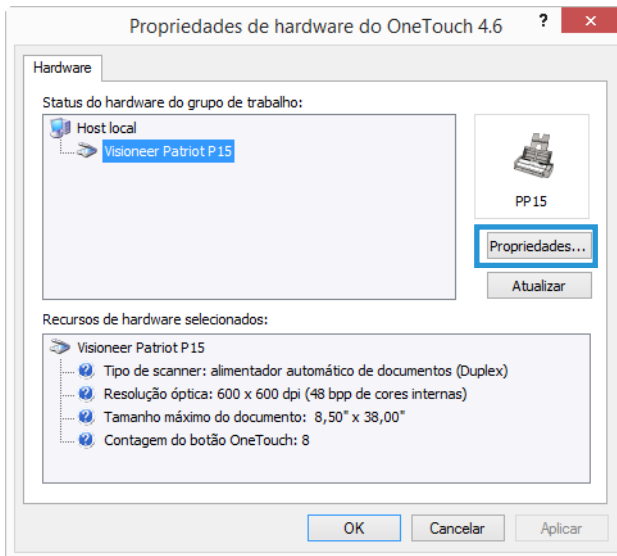 Propriedades de hardware do OneTouch 4.6
?
×
Hardware
Status do hardware do grupo de trabalho:
Host local
Visioneer Patriot P15
PP15
Propriedades...
Atualizar
Recursos de hardware selecionados:
Visioneer Patriot P15
Tipo de scanner: alimentador automático de documentos (Duplex)
Resolução óptica: 600 x 600 dpi (48 bpp de cores internas)
Tamanho máximo do documento: 8,50" x 38,00"
Contagem do botão OneTouch: 8
OK
Cancelar
Aplicar